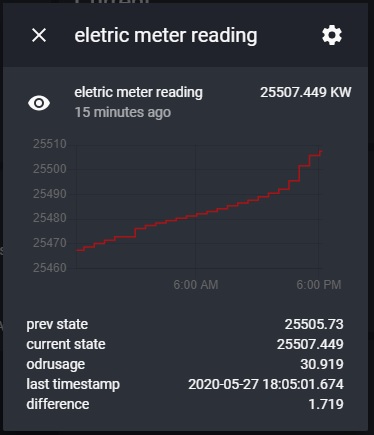 eletric meter reading
eletric meter reading 25507.449 KW
15 minutes ago
25510
25500
25490
25480
25470
25460
6:00 AM 6:00 PM
prev state 25505.73
current state 25507.449
odrusage 30.919
last timestamp 2020-05-27 18:05:01.674
difference 1.719